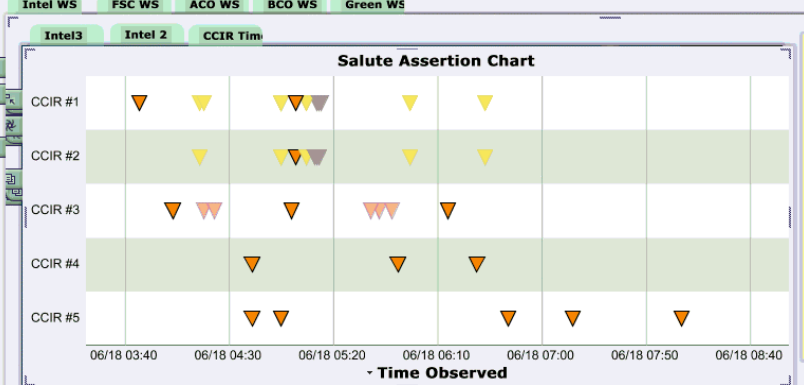 Intel WS FSC WS ACO WS BCO WS Green WS
Intel3 Intel 2 CCIR Time
Salute Assertion Chart
CCIR #1
CCIR #2
CCIR #3
CCIR #4
CCIR #5
06/18 03:40 06/18 04:30 06/18 05:20 06/18 06:10 06/18 07:00 06/18 07:50 06/18 08:40
Time Observed